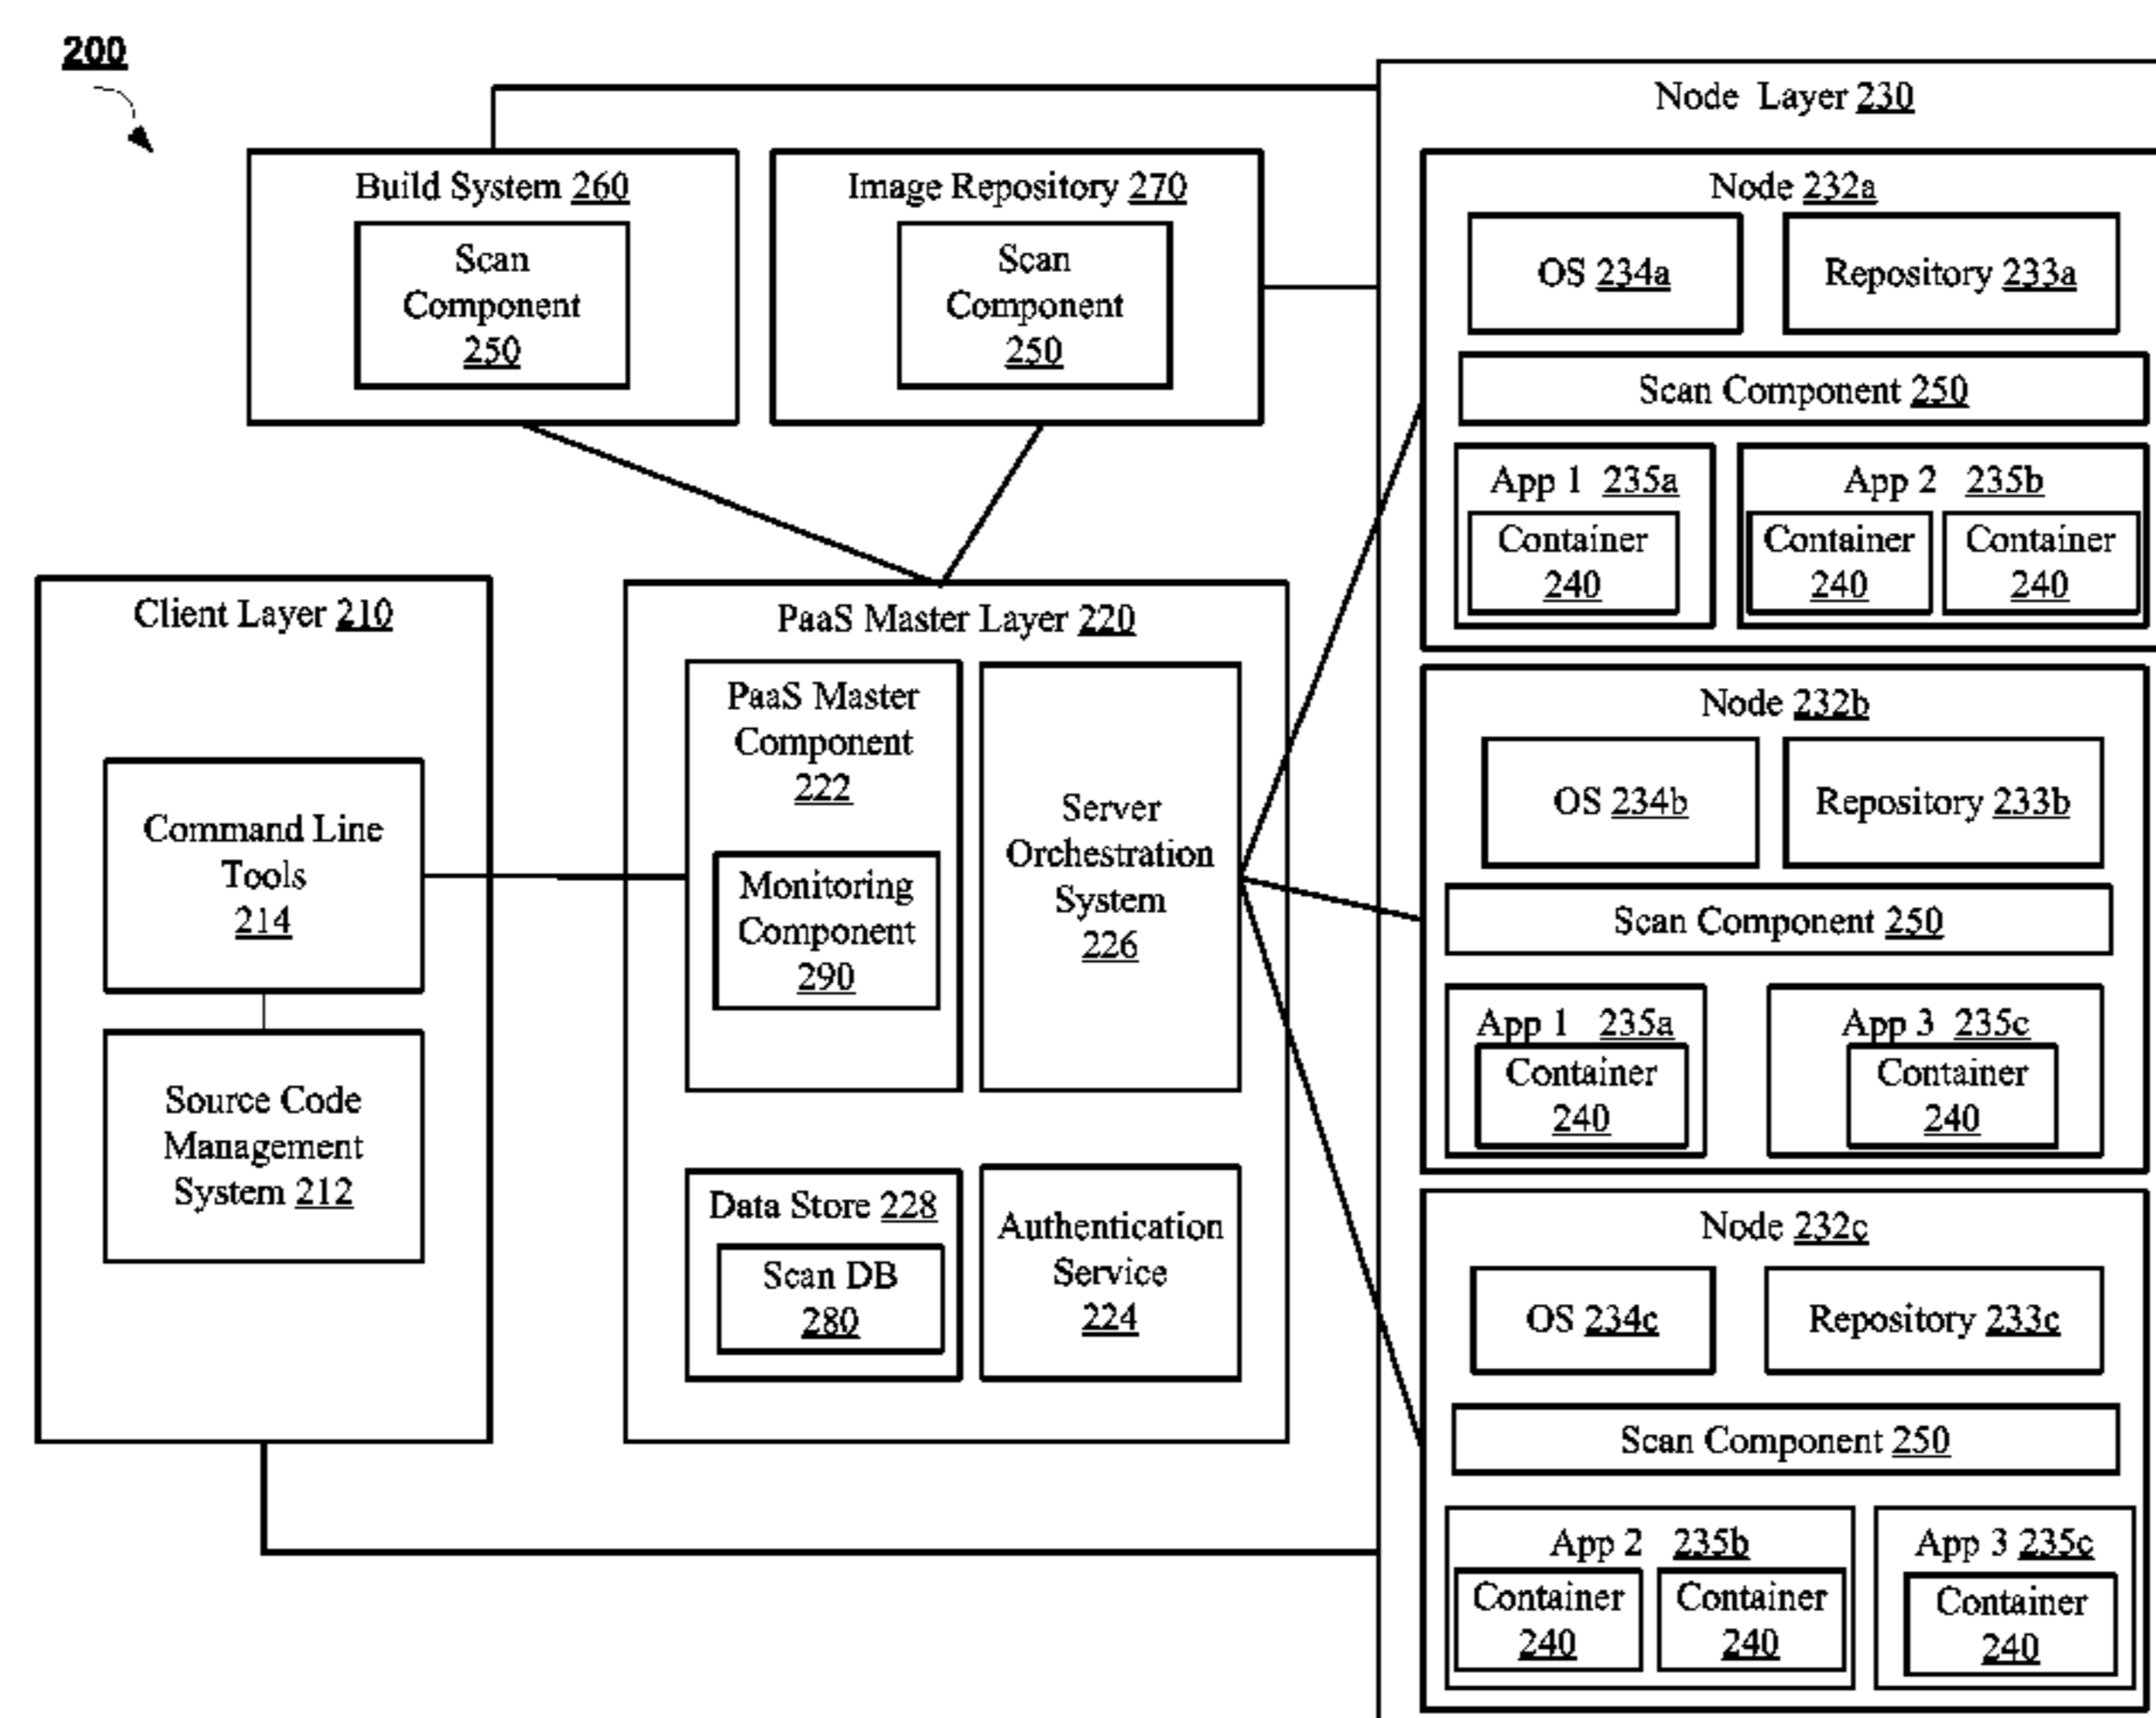 200
Build System 260
Scan
Component
250
Image Repository 270
Scan
Component
250
Client Layer 210
Command Line
Tools
214
Source Code
Management
System 212
PaaS Master Layer 220
PaaS Master
Component
222
Monitoring
Component
290
Server
Orchestration
System
226
Data Store 228
Scan DB
280
Authentication
Service
224
Node Layer 230
Node 232a
OS 234a
Repository 233a
Scan Component 250
App 1 235a
Container
240
App 2 235b
Container
240
Container
240
Node 232b
OS 234b
Repository 233b
Scan Component 250
App 1 235a
Container
240
App 3 235c
Container
240
Node 232c
OS 234c
Repository 233c
Scan Component 250
App 2 235b
Container
240
Container
240
App 3 235c
Container
240